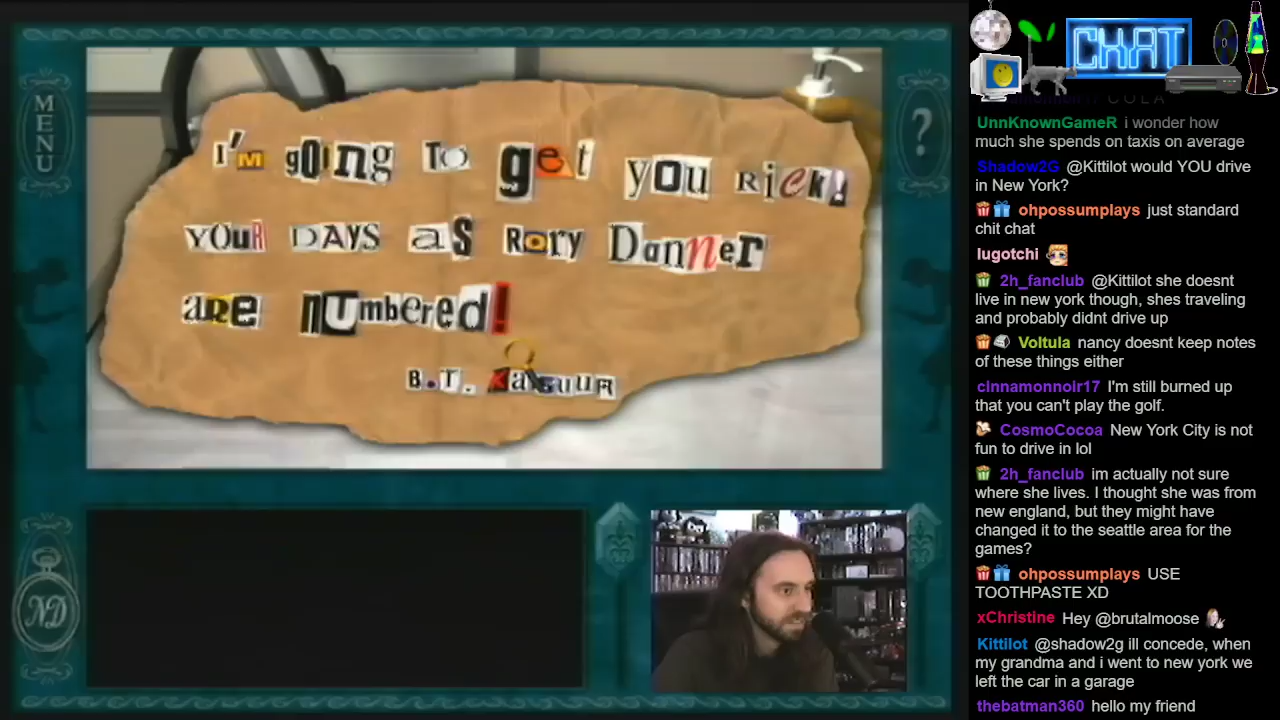 MENU
?
I'm going to get you Rick!
Your days as Rory Danner
are numbered!
B.T.
ND
CHAT
UnnKnownGameR i wonder how
much she spends on taxis on average
Shadow2G @Kittilot would YOU drive
in New York?
ohpossumplays just standard
chit chat
lugotchi
2h_fanclub @Kittilot she doesnt
live in new york though, shes traveling
and probably didnt drive up
Voltula nancy doesnt keep notes
of these things either
cinnamonnoir17 I'm still burned up
that you can't play the golf.
CosmoCocoa New York City is not
fun to drive in lol
2h_fanclub im actually not sure
where she lives. I thought she was from
new england, but they might have
changed it to the seattle area for the
games?
ohpossumplays USE
TOOTHPASTE XD
xChristine Hey @brutalmoose
Kittilot @shadow2g ill concede, when
my grandma and i went to new york we
left the car in a garage
thebatman360 hello my friend